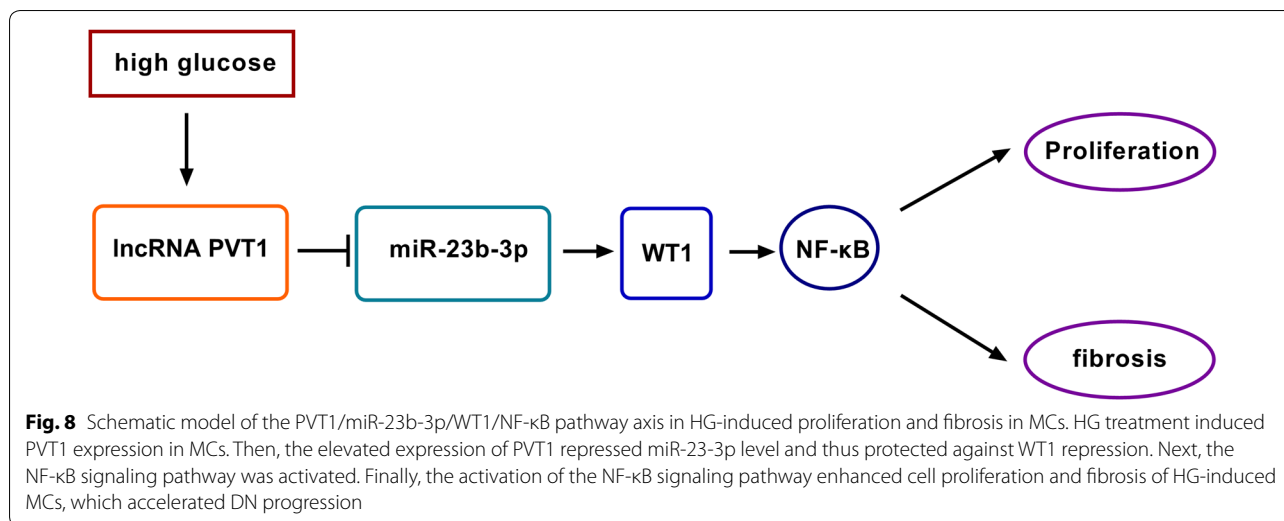 high glucose
Proliferation
lncRNA PVT1
miR-23b-3p
WT1
NF-κB
fibrosis
Fig. 8 Schematic model of the PVT1/miR-23b-3p/WT1/NF-κB pathway axis in HG-induced proliferation and fibrosis in MCs. HG treatment induced
PVT1 expression in MCs. Then, the elevated expression of PVT1 repressed miR-23-3p level and thus protected against WT1 repression. Next, the
NF-κB signaling pathway was activated. Finally, the activation of the NF-κB signaling pathway enhanced cell proliferation and fibrosis of HG-induced
MCs, which accelerated DN progression